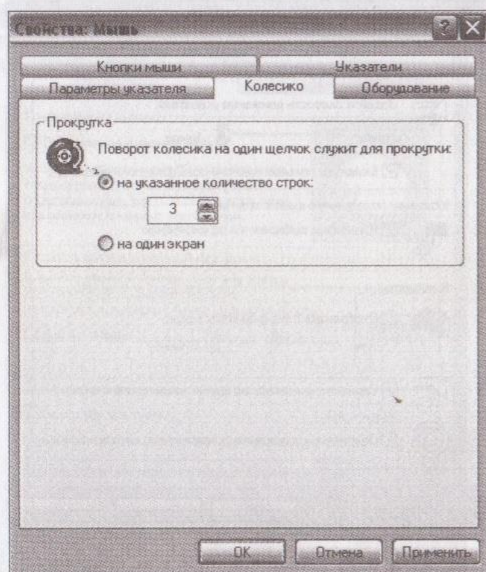 Свойства: Мышь
Кнопки мыши
Указатели
Параметры указателя
Колесико
Оборудование
Прокрутка
Поворот колесика на один щелчок служит для прокрутки:
на указанное количество строк:
3
на один экран
OK
Отмена
Применить